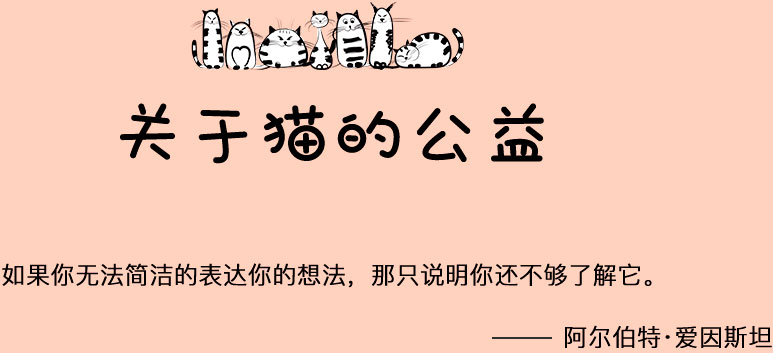 关于猫的公益
如果你无法简洁的表达你的想法，那只说明你还不够了解它。
—— 阿尔伯特·爱因斯坦